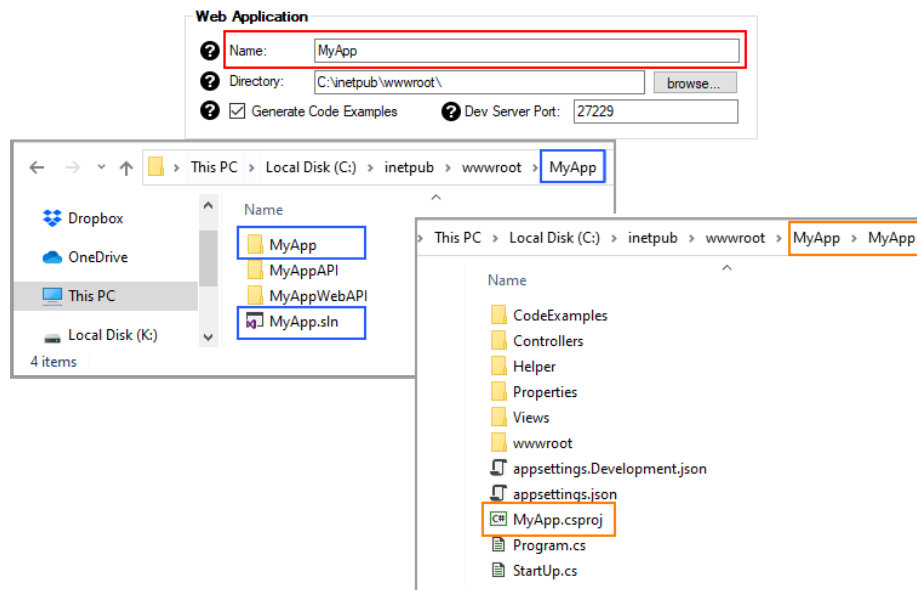 Web Application
? Name: MyApp
? Directory: C:\inetpub\wwwroot\ browse...
? Generate Code Examples ? Dev Server Port: 27229
This PC > Local Disk (C:) > inetpub > wwwroot > MyApp
Dropbox
OneDrive
This PC
Local Disk (K:)
4 items
Name
MyApp
MyAppAPI
MyAppWebAPI
MyApp.sln
> This PC > Local Disk (C:) > inetpub > wwwroot > MyApp > MyApp
Name
CodeExamples
Controllers
Helper
Properties
Views
wwwroot
appsettings.Development.json
appsettings.json
C# MyApp.csproj
Program.cs
StartUp.cs